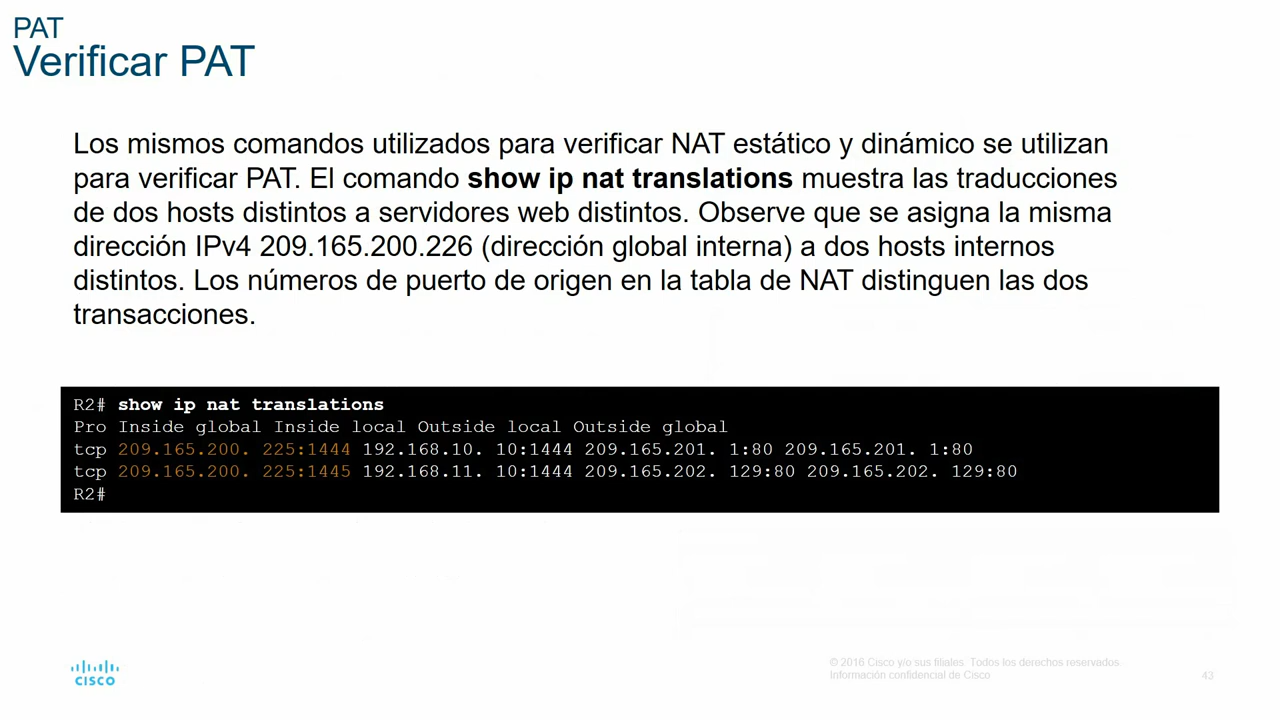 PAT
Verificar PAT
Los mismos comandos utilizados para verificar NAT estático y dinámico se utilizan
para verificar PAT. El comando show ip nat translations muestra las traducciones
de dos hosts distintos a servidores web distintos. Observe que se asigna la misma
dirección IPv4 209.165.200.226 (dirección global interna) a dos hosts internos
distintos. Los números de puerto de origen en la tabla de NAT distinguen las dos
transacciones.
R2# show ip nat translations
Pro Inside global Inside local Outside local Outside global
tcp 209.165.200. 225:1444 192.168.10. 10:1444 209.165.201. 1:80 209.165.201. 1:80
tcp 209.165.200. 225:1445 192.168.11. 10:1444 209.165.202. 129:80 209.165.202. 129:80
R2#
CISCO
© 2016 Cisco y/o sus filiales. Todos los derechos reservados.
Información confidencial de Cisco
43